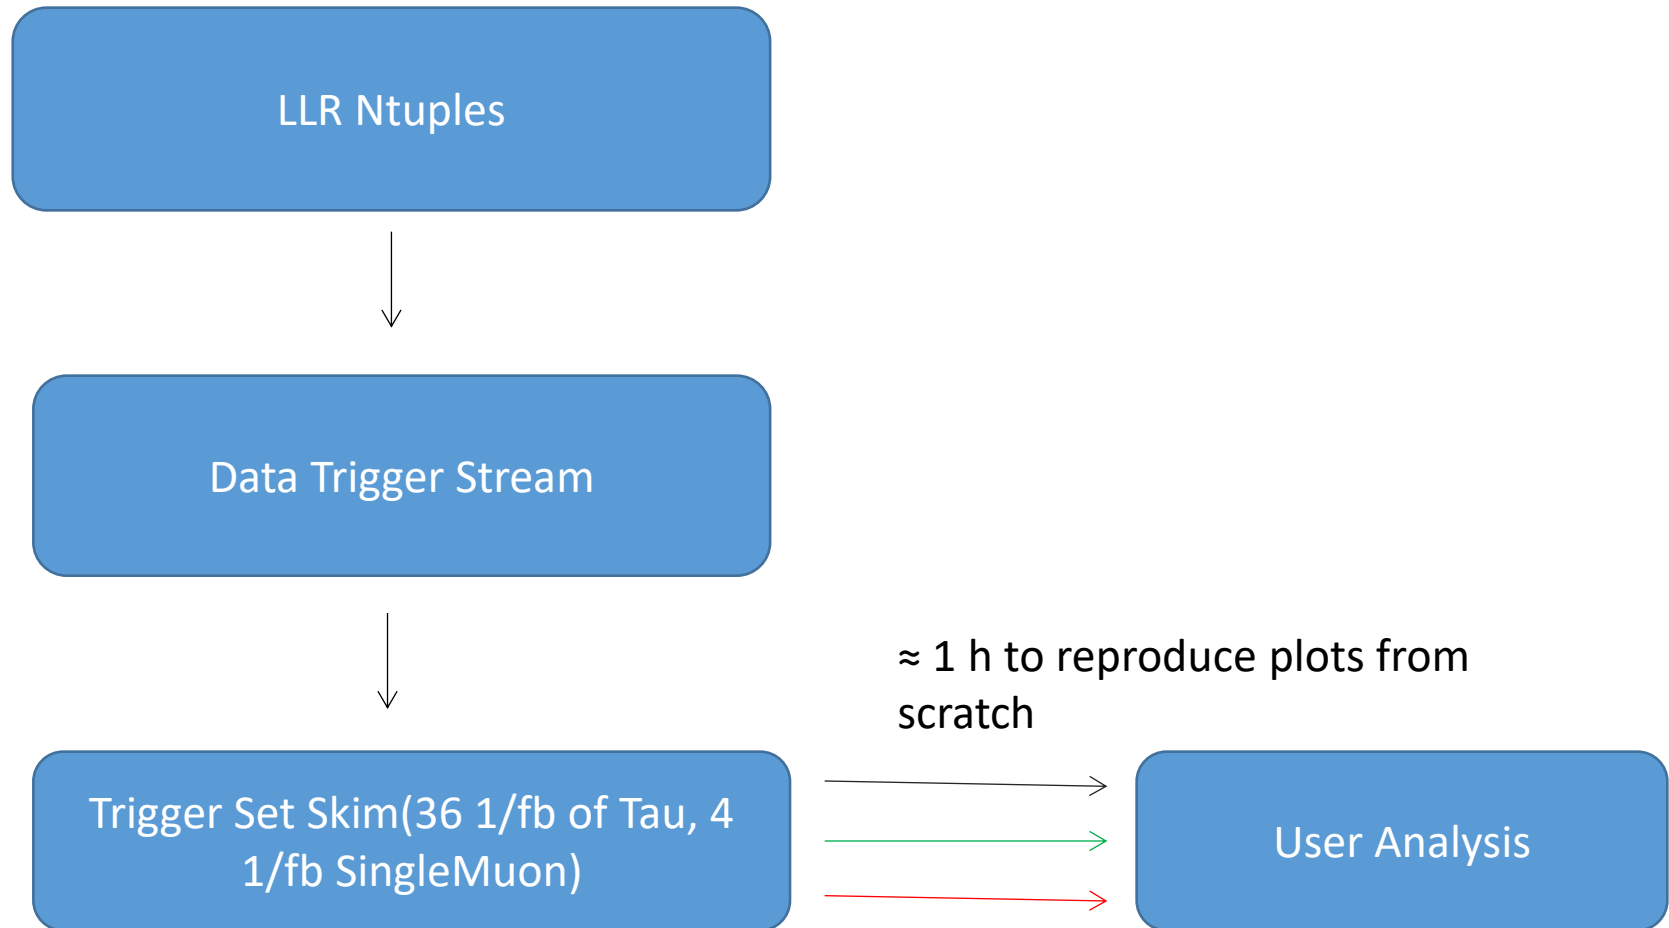 LLR Ntuples
Data Trigger Stream
≈ 1 h to reproduce plots from
scratch
Trigger Set Skim(36 1/fb of Tau, 4
1/fb SingleMuon)
User Analysis